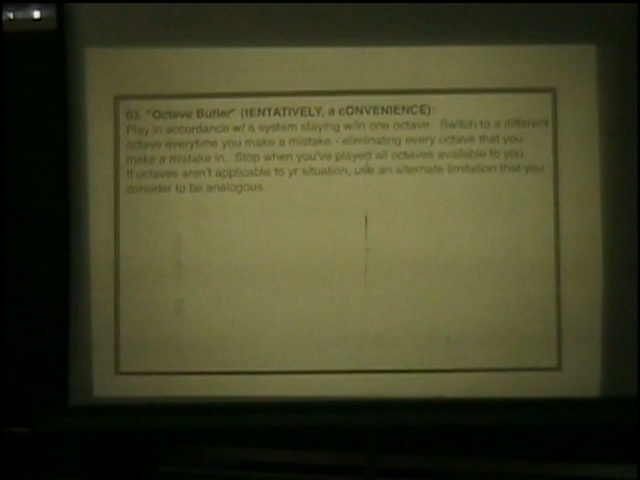 63. "Octave Butler" (tENTATIVELY, a cONVENIENCE):
Play in accordance w/ a system staying w/in one octave. Switch to a different
octave everytime you make a mistake - eliminating every octave that you
make a mistake in. Stop when you've played all octaves available to you.
If octaves aren't applicable to yr situation, use an alternate limitation that you
consider to be analogous.